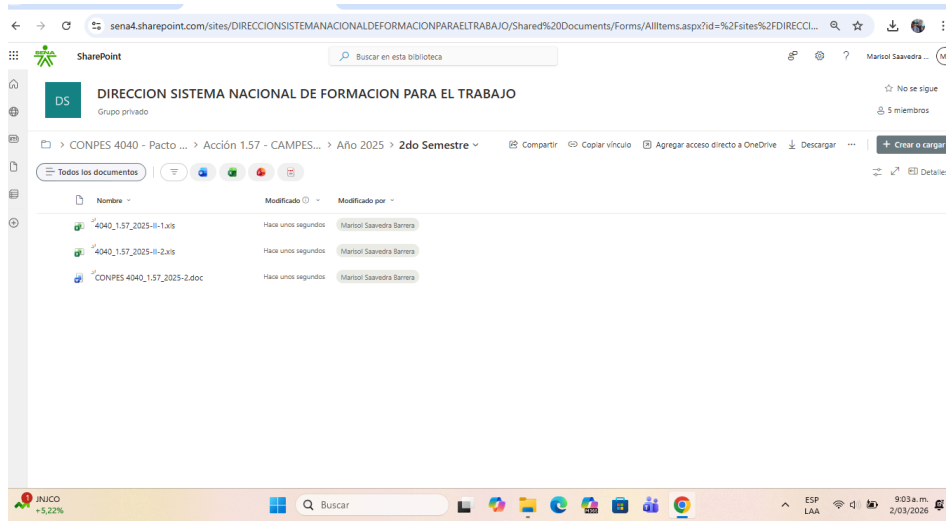 sena4.sharepoint.com/sites/DIRECCIONSISTEMANACIONALDEFORMACIONPARAELTRABAJO/Shared%20Documents/Forms/AllItems.aspx?id=%2Fsites%2FDIRECCI...
SENA
SharePoint
Buscar en esta biblioteca
Marisol Saavedra ...
DS
DIRECCION SISTEMA NACIONAL DE FORMACION PARA EL TRABAJO
Grupo privado
No se sigue
5 miembros
CONPES 4040 - Pacto ... > Acción 1.57 - CAMPES... > Año 2025 > 2do Semestre
Compartir
Copiar vínculo
Agregar acceso directo a OneDrive
Descargar
...
+ Crear o cargar
Todos los documentos
Detalles
Nombre
Modificado
Modificado por
4040_1.57_2025-II-1.xls
Hace unos segundos
Marisol Saavedra Barrera
4040_1.57_2025-II-2.xls
Hace unos segundos
Marisol Saavedra Barrera
CONPES 4040_1.57_2025-2.doc
Hace unos segundos
Marisol Saavedra Barrera
1
JNJCO
+5,22%
Buscar
ESP
LAA
9:03 a. m.
2/03/2026